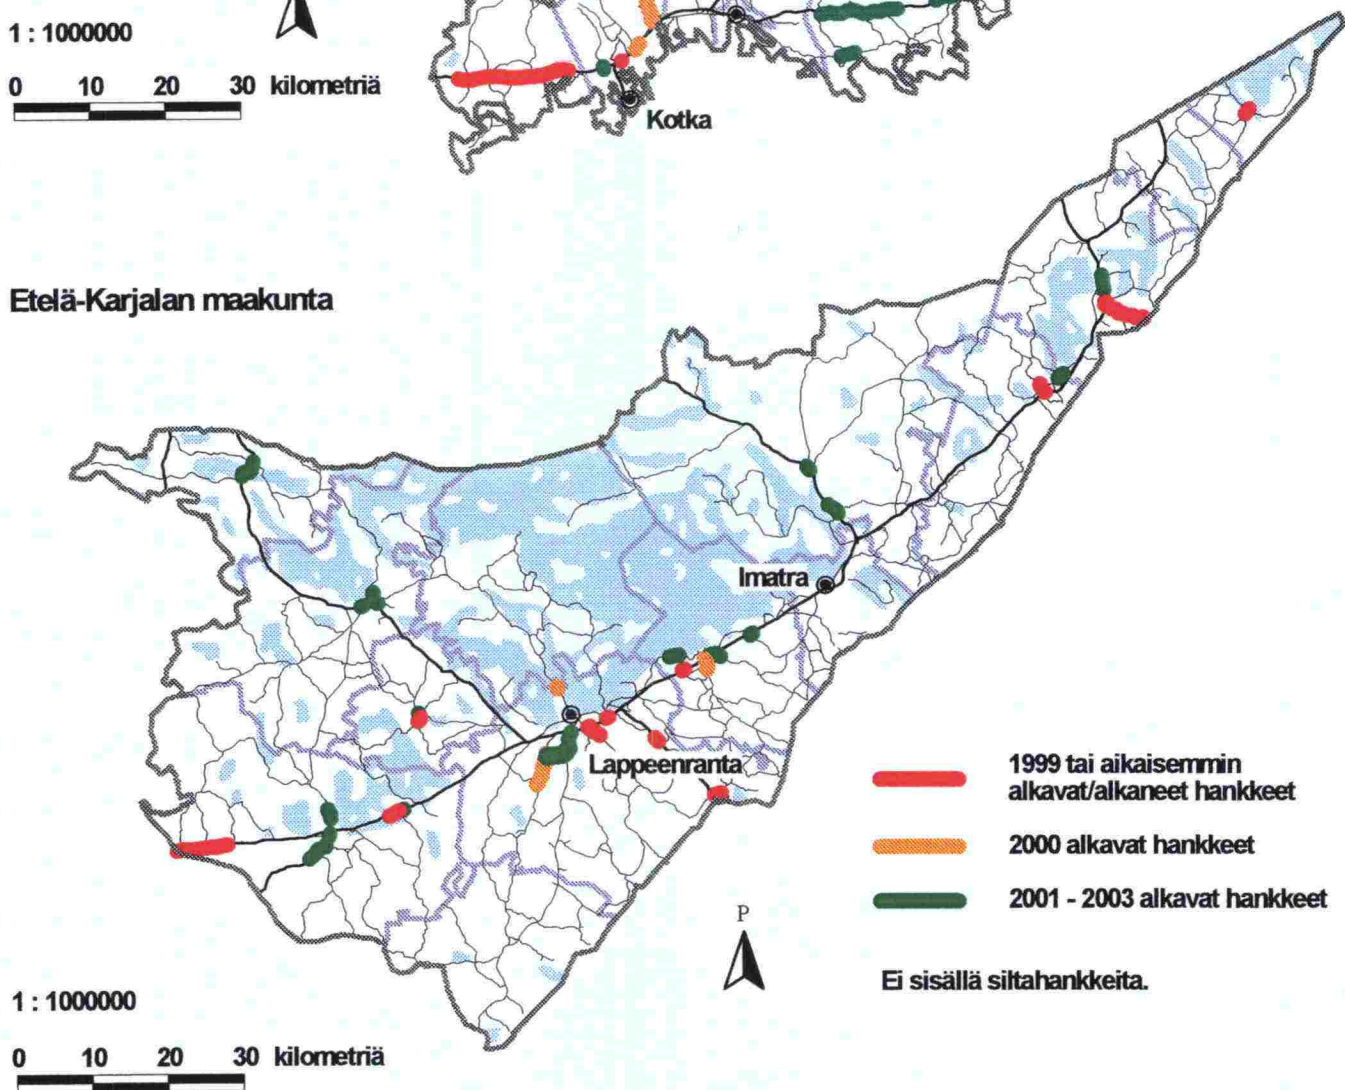 1 : 1000000
0 10 20 30 kilometriä
Kotka
Etelä-Karjalan maakunta
Imatra
Lappeenranta
1999 tai aikaisemmin
alkavat/alkaneet hankkeet
2000 alkavat hankkeet
2001 - 2003 alkavat hankkeet
P
Ei sisällä siltahankkeita.
1 : 1000000
0 10 20 30 kilometriä